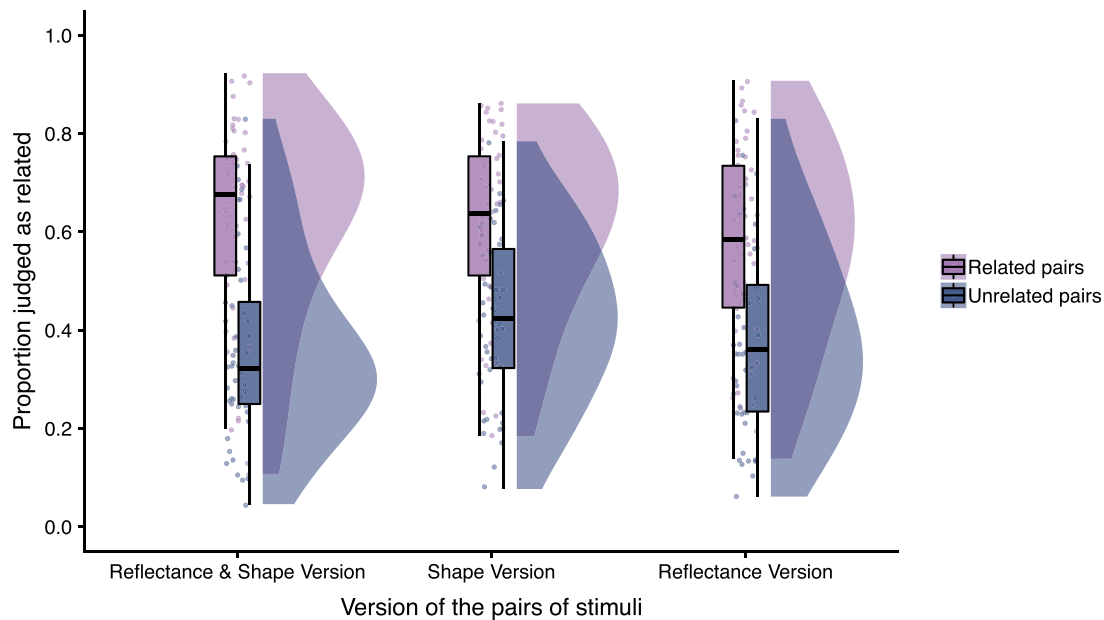 1.0
0.8
0.6
0.4
0.2
0.0
Proportion judged as related
Reflectance & Shape Version
Shape Version
Reflectance Version
Version of the pairs of stimuli
Related pairs
Unrelated pairs